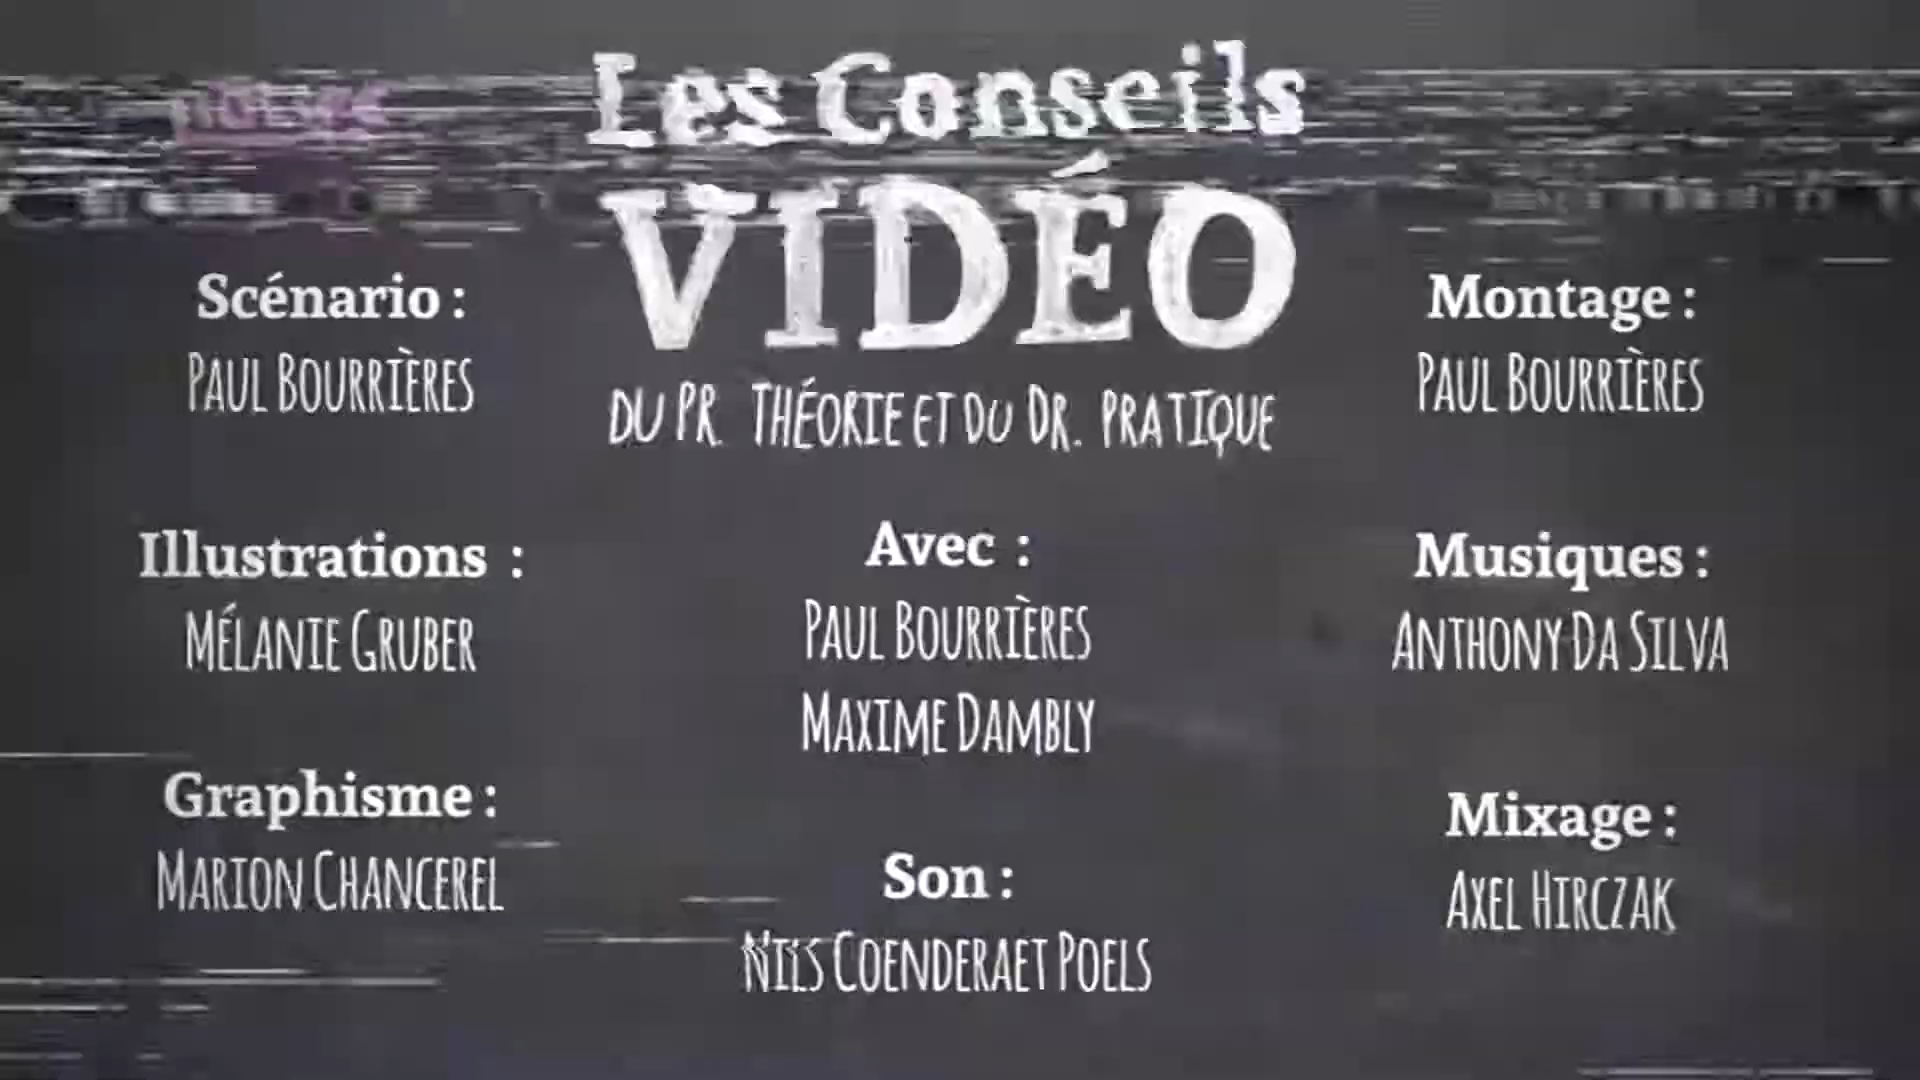 Les Conseils
VIDÉO
DU PR. THÉORIE ET DU DR. PRATIQUE
Scénario :
PAUL BOURRIÈRES
Illustrations :
MÉLANIE GRUBER
Graphisme :
MARION CHANCEREL
Avec :
PAUL BOURRIÈRES
MAXIME DAMBLY
Son :
NILS COENDERAET POELS
Montage :
PAUL BOURRIÈRES
Musiques :
ANTHONY DA SILVA
Mixage :
AXEL HIRCZAK